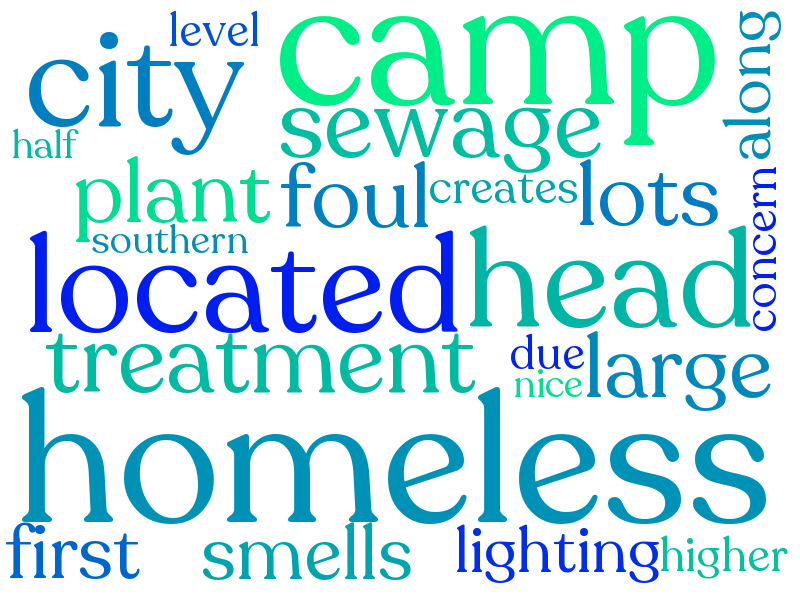 level
city
camp
along
half
sewage
plant
foul
creates
lots
concern
southern
located
head
treatment
due
large
nice
homeless
first
smells
lighting
higher